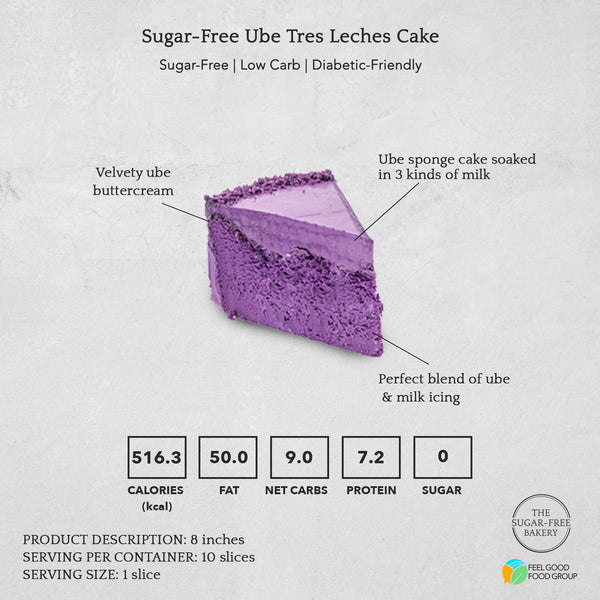 Sugar-Free Ube Tres Leches Cake
Sugar-Free | Low Carb | Diabetic-Friendly
Velvety ube
buttercream
Ube sponge cake soaked
in 3 kinds of milk
Perfect blend of ube
& milk icing
516.3
50.0
9.0
7.2
0
CALORIES
(kcal)
FAT
NET CARBS
PROTEIN
SUGAR
PRODUCT DESCRIPTION: 8 inches
SERVING PER CONTAINER: 10 slices
SERVING SIZE: 1 slice
THE
SUGAR-FREE
BAKERY
FEEL GOOD
FOOD GROUP